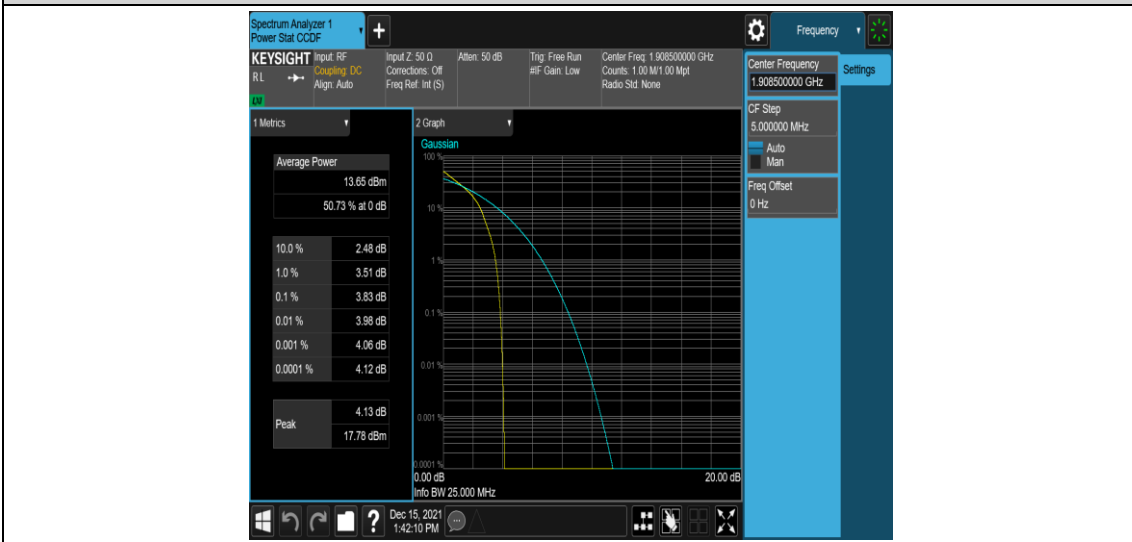 Spectrum Analyzer 1
Power Stat CCDF
+
Frequency
KEYSIGHT
RL
LXI
Input: RF
Coupling: DC
Align: Auto
Input Z: 50 Ω
Corrections: Off
Freq Ref: Int (S)
Atten: 50 dB
Trig: Free Run
#IF Gain: Low
Center Freq: 1.908500000 GHz
Counts: 1.00 M/1.00 Mpt
Radio Std: None
Center Frequency
1.908500000 GHz
Settings
CF Step
5.000000 MHz
Auto
Man
Freq Offset
0 Hz
1 Metrics
Average Power
13.65 dBm
50.73 % at 0 dB
10.0 % 2.48 dB
1.0 % 3.51 dB
0.1 % 3.83 dB
0.01 % 3.98 dB
0.001 % 4.06 dB
0.0001 % 4.12 dB
Peak
4.13 dB
17.78 dBm
2 Graph
Gaussian
100 %
10 %
1 %
0.1 %
0.01 %
0.001 %
0.0001 %
0.00 dB 20.00 dB
Info BW 25.000 MHz
?
Dec 15, 2021
1:42:10 PM